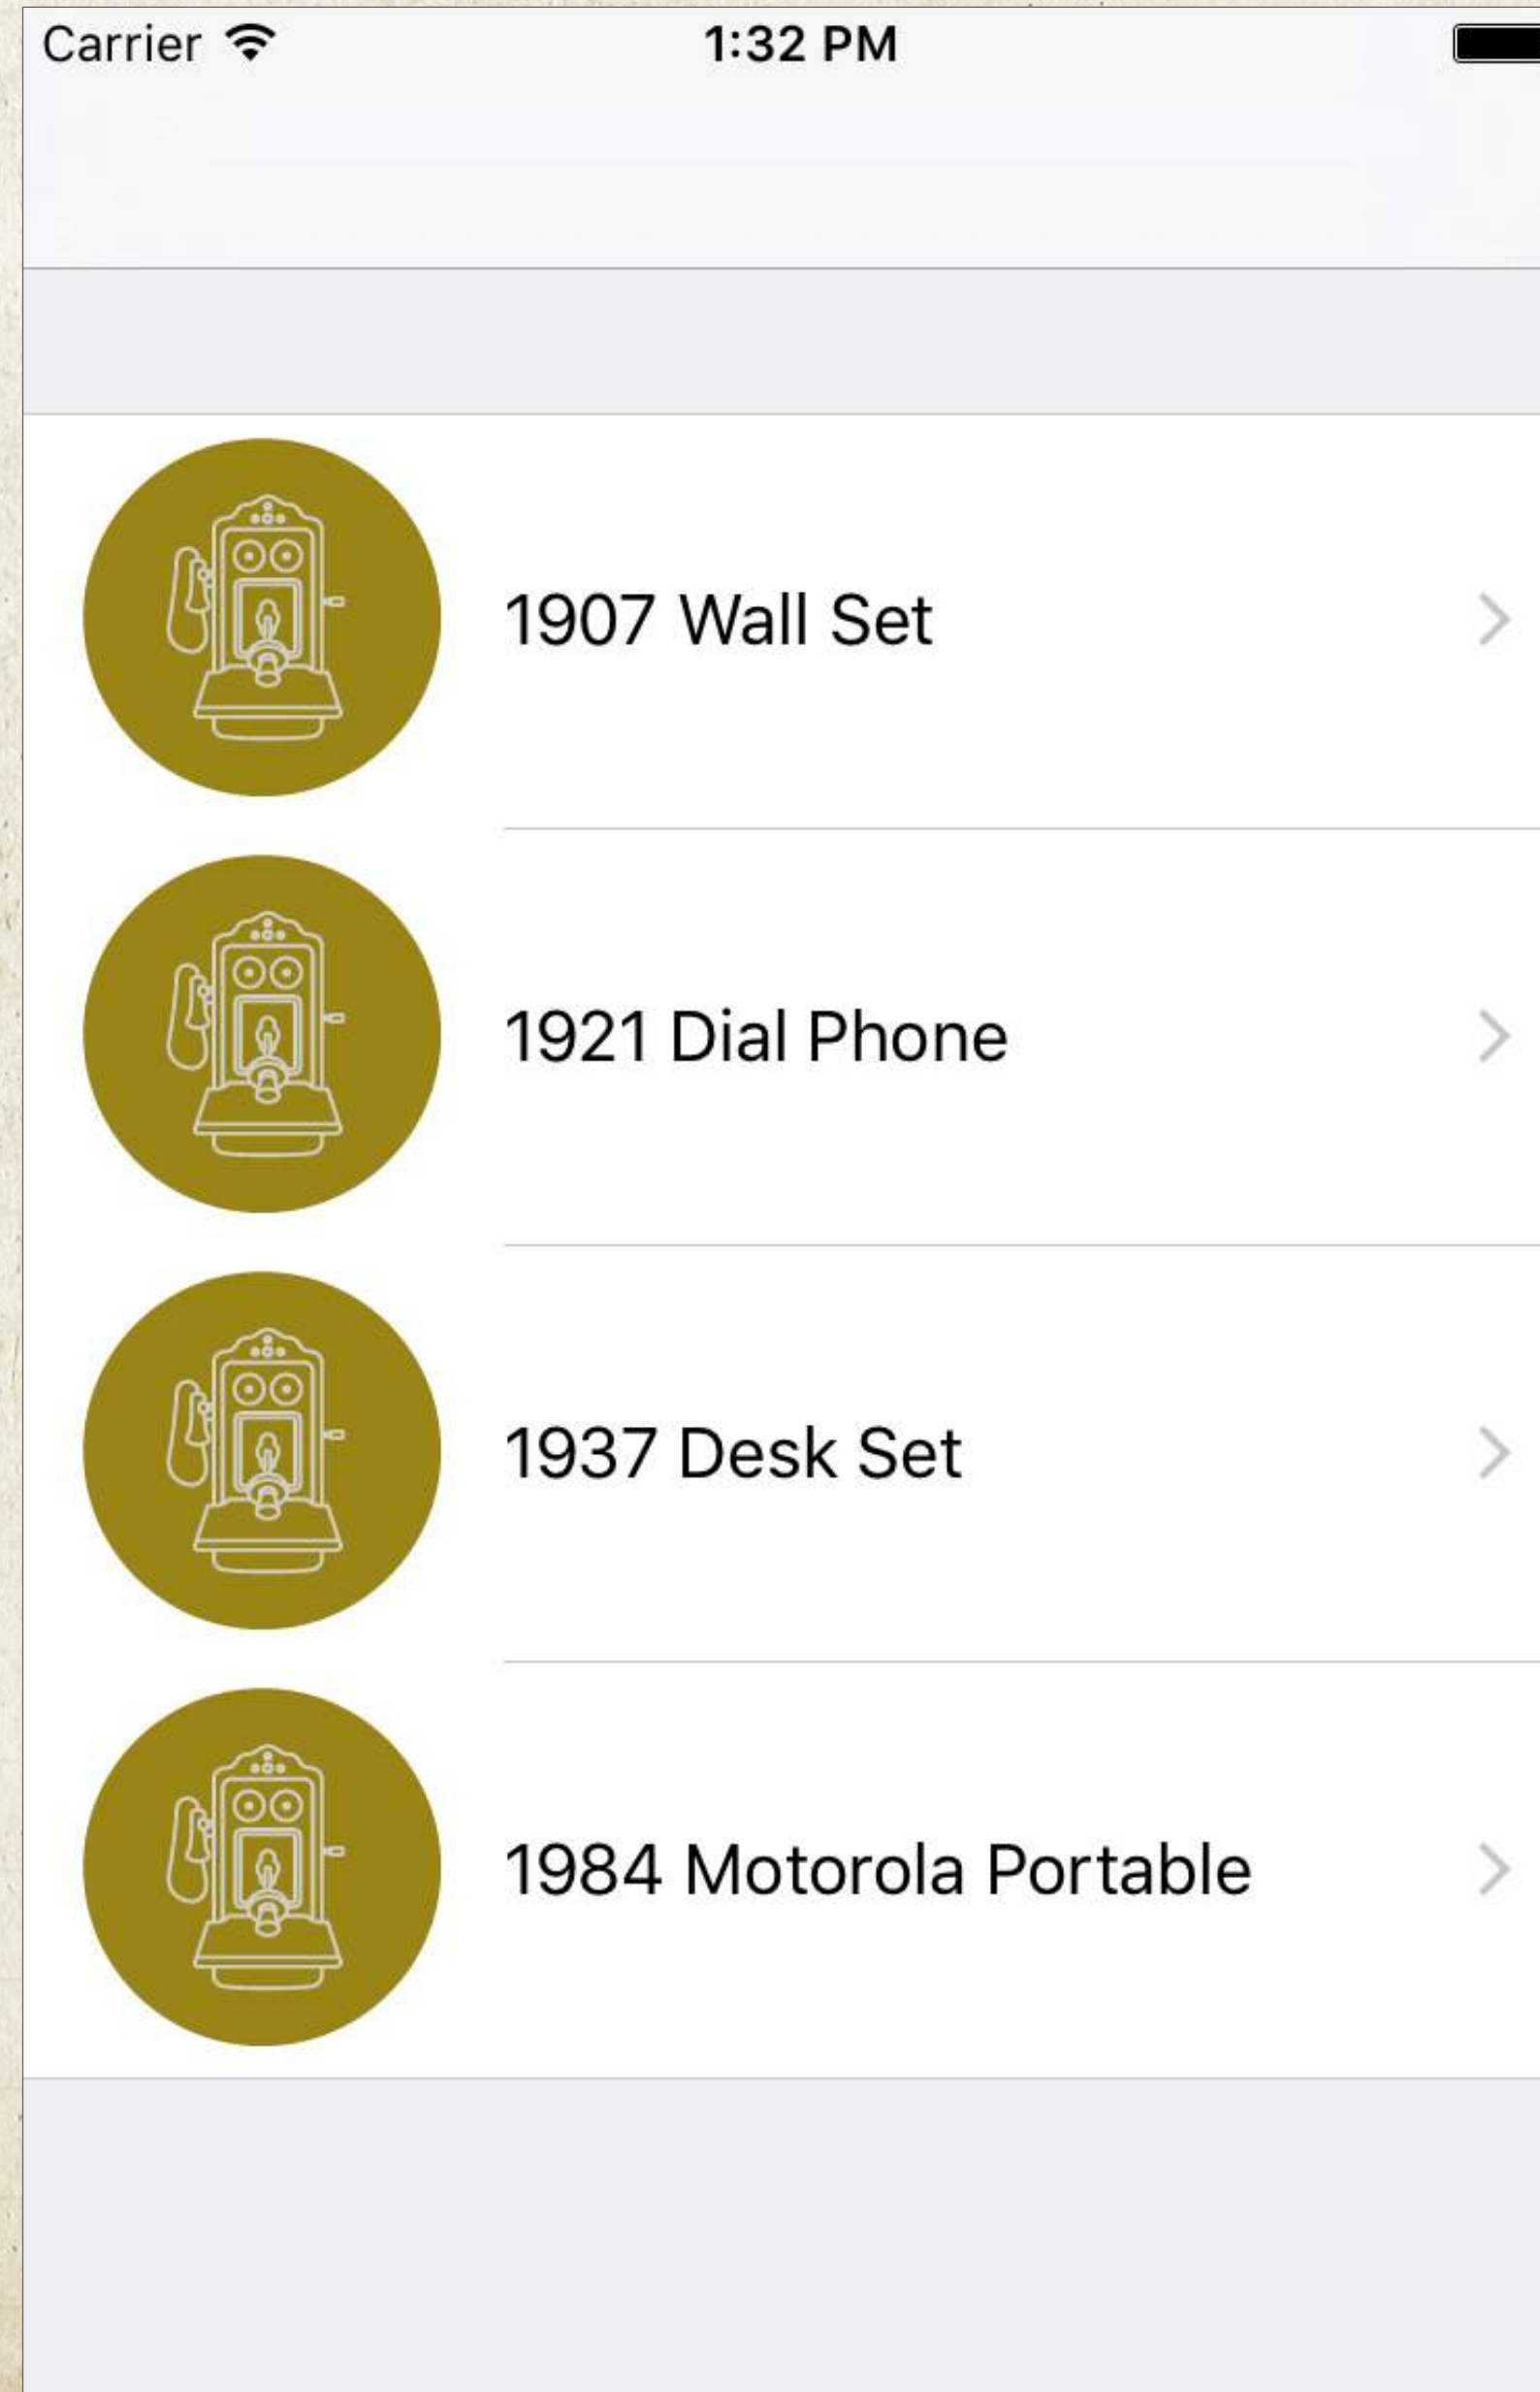 Carrier
1:32 PM
1907 Wall Set
1921 Dial Phone
1937 Desk Set
1984 Motorola Portable